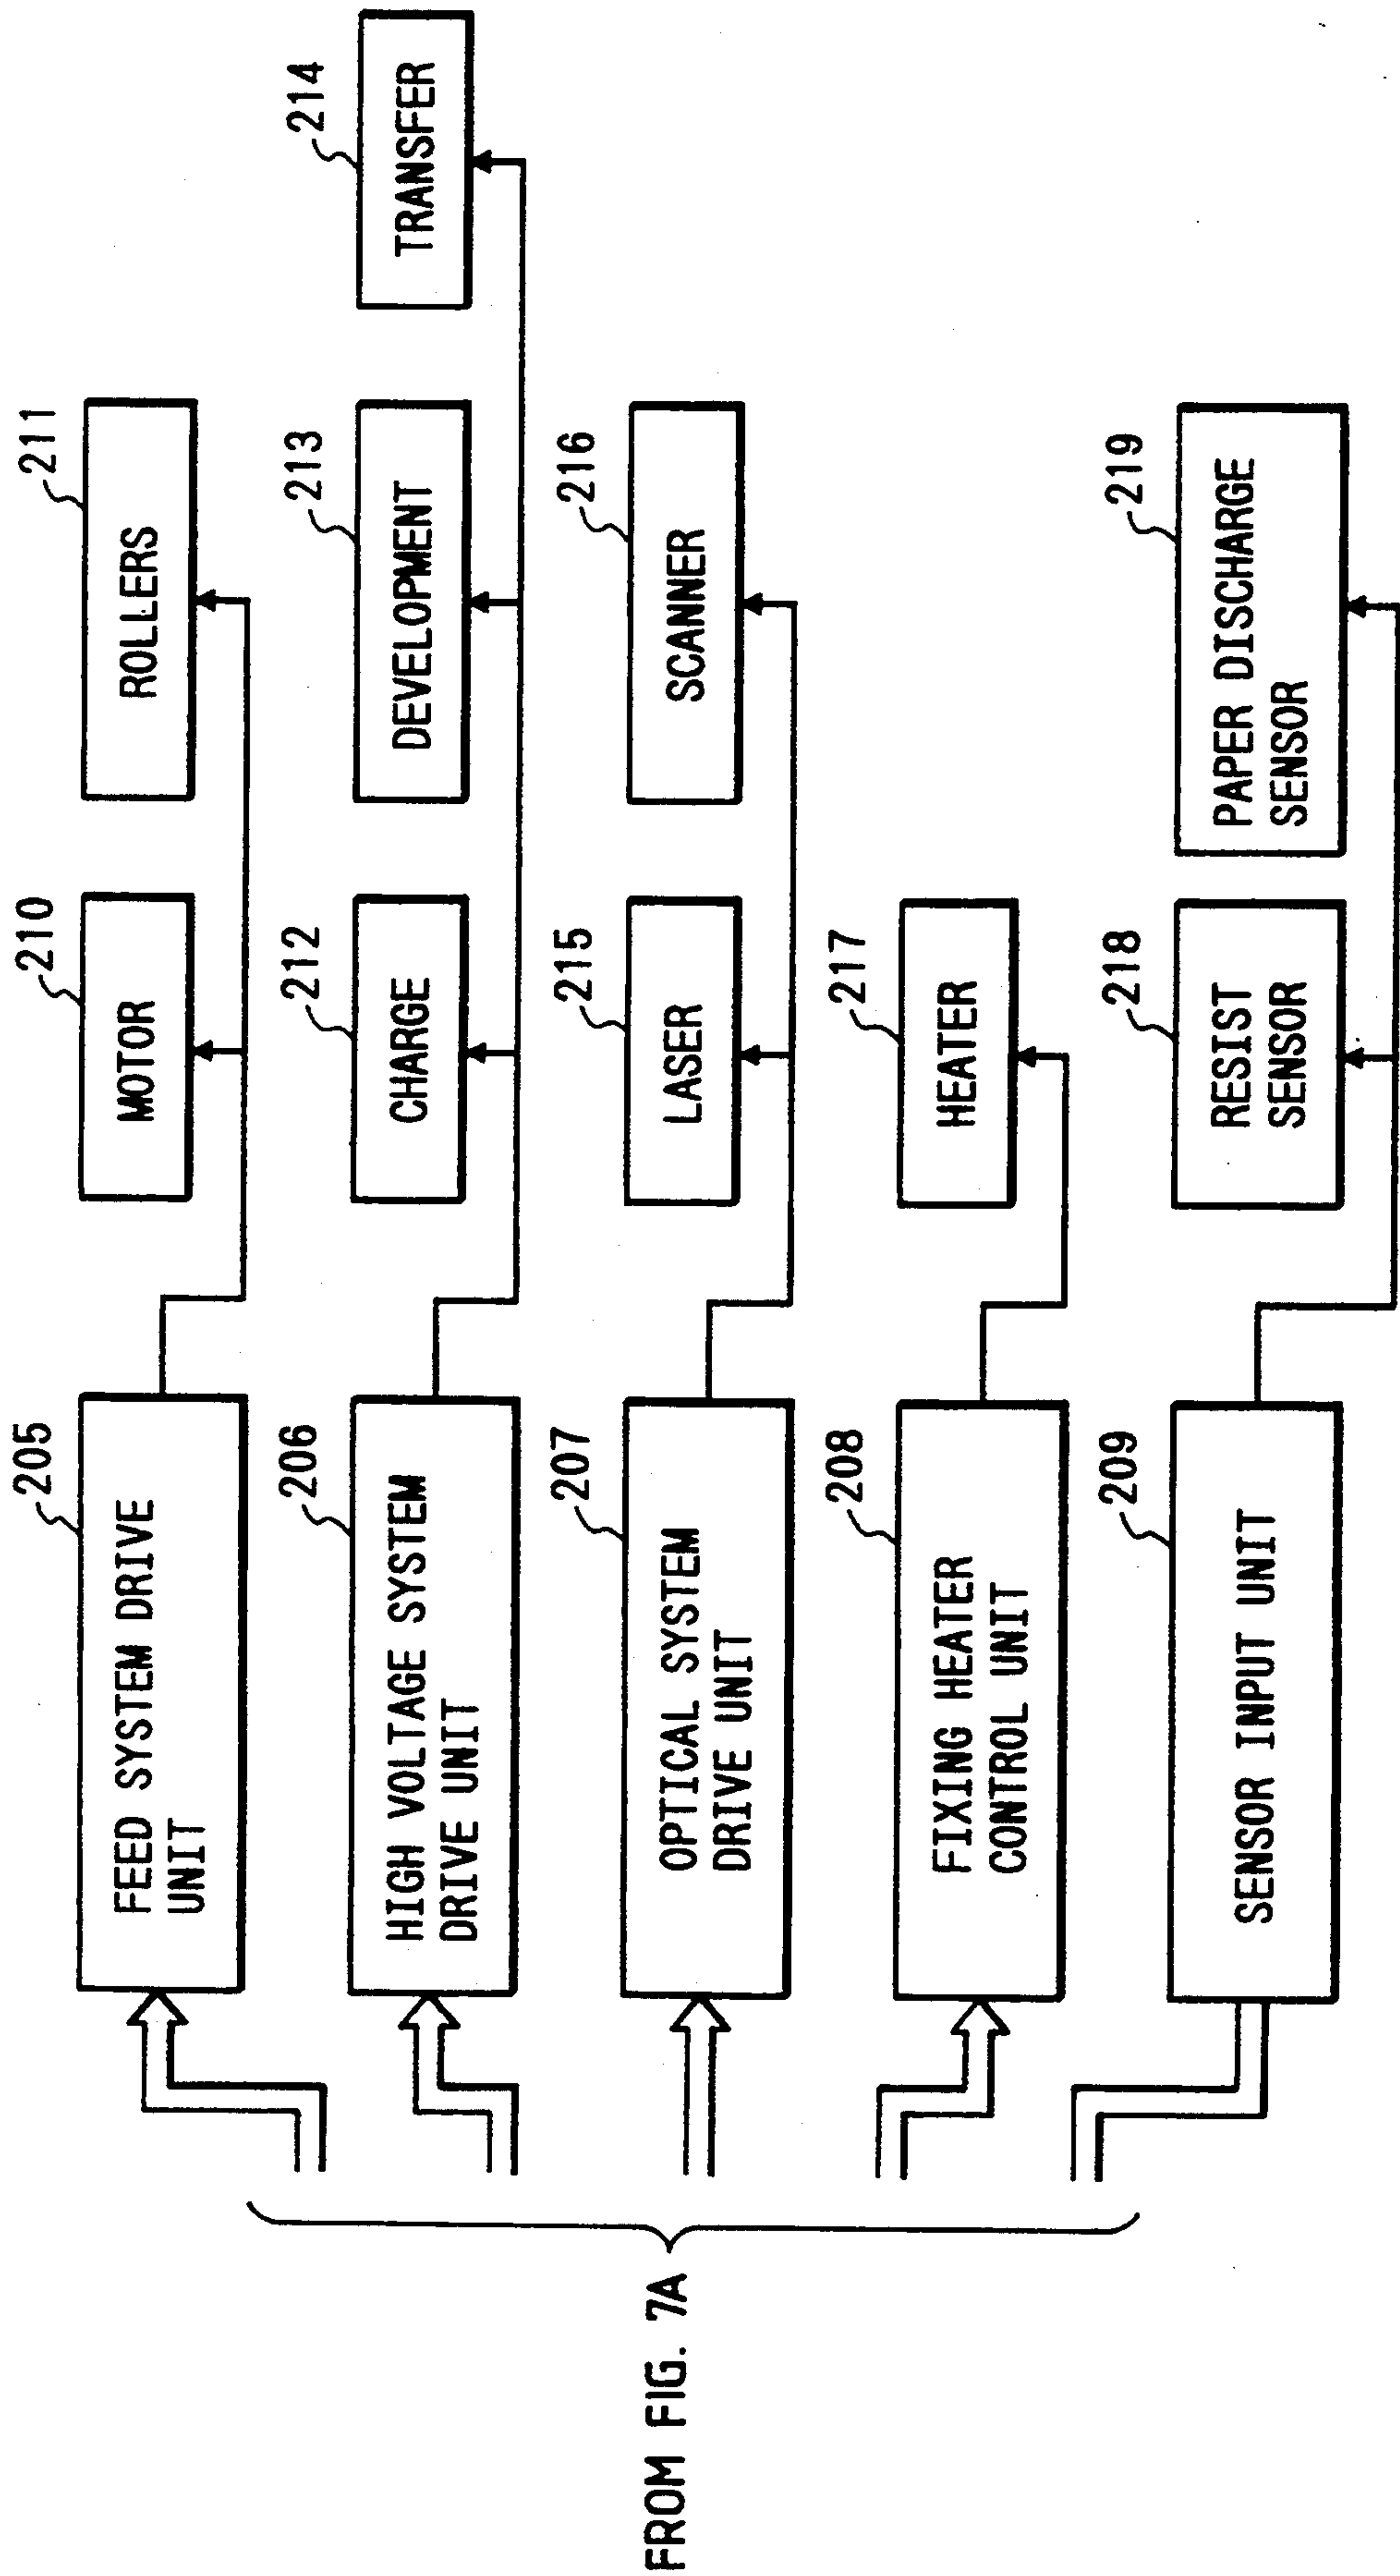 FROM FIG. 7A
205
FEED SYSTEM DRIVE
UNIT
210
MOTOR
211
ROLLERS
206
HIGH VOLTAGE SYSTEM
DRIVE UNIT
212
CHARGE
213
DEVELOPMENT
214
TRANSFER
207
OPTICAL SYSTEM
DRIVE UNIT
215
LASER
216
SCANNER
208
FIXING HEATER
CONTROL UNIT
217
HEATER
209
SENSOR INPUT UNIT
218
RESIST
SENSOR
219
PAPER DISCHARGE
SENSOR